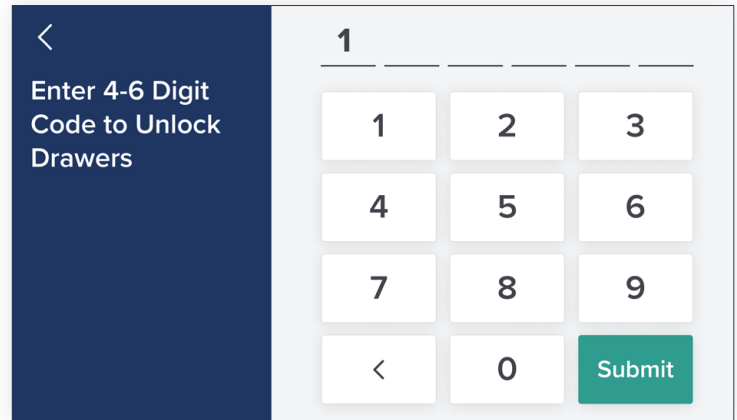 Enter 4-6 Digit
Code to Unlock
Drawers
1
1 2 3
4 5 6
7 8 9
< 0 Submit